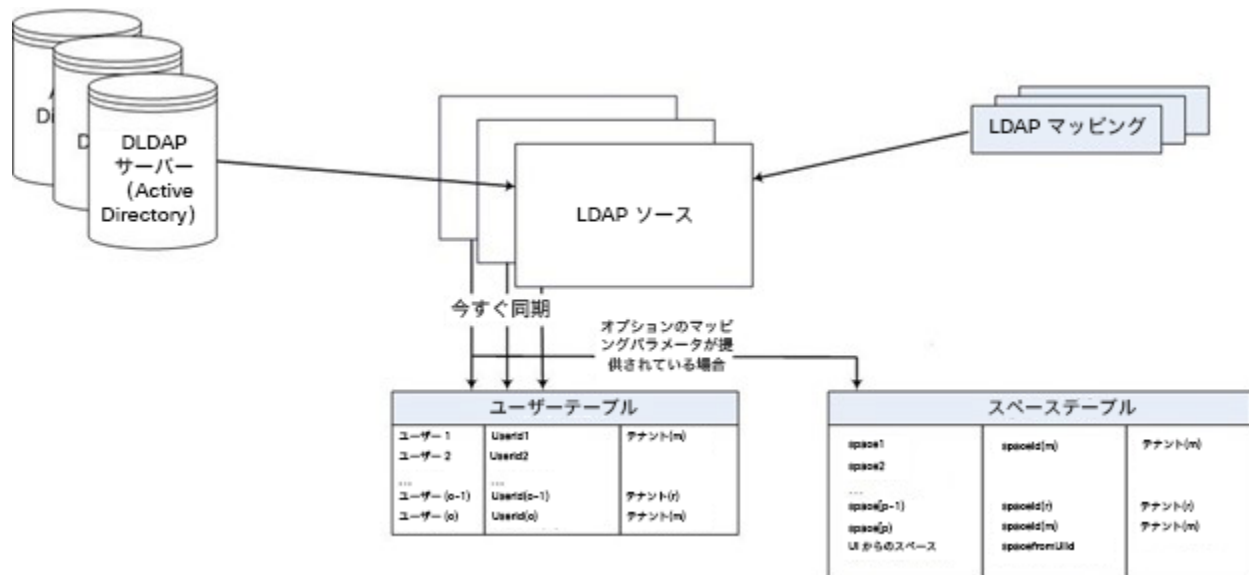 A
Di
D
DLDAP
サーバー
(Active
Directory)
LDAP ソース
LDAP マッピング
今すぐ同期
オプションのマッピ
ングパラメータが提
供されている場合
ユーザーテーブル
ユーザー 1 UserId1 テナント(m)
ユーザー 2 UserId2
... ...
ユーザー (o-1) UserId(o-1) テナント(r)
ユーザー (o) UserId(o) テナント(m)
スペーステーブル
space1 spaceId(m) テナント(m)
space2
...
space(p-1) spaceId(r) テナント(r)
space(p) spaceId(m) テナント(m)
UI からのスペース spacefromUIId